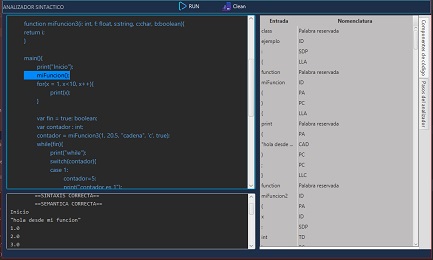 ANALIZADOR SINTACTICO
RUN
Clean
function miFuncion3(i: int, f: float, s:string, c:char, b:boolean){
return i;
}
main(){
print("Inicio");
miFuncion();
for(x = 1, x<10, x++){
print(x);
}
var fin = true: boolean;
var contador : int;
contador = miFuncion3(1, 20.5, "cadena", 'c', true);
while(fin){
print("while");
switch(contador){
case 1:
contador=5;
print("contador es 1");
==SINTAXIS CORRECTA==
==SEMANTICA CORRECTA==
Inicio
"hola desde mi funcion"
1.0
2.0
3.0
Entrada Nomenclatura
class Palabra reservada
ejemplo ID
: SDP
{ LLA
function Palabra reservada
miFuncion ID
( PA
) PC
{ LLA
print Palabra reservada
( PA
"hola desde ... CAD
) PC
; PC
} LLC
function Palabra reservada
miFuncion2 ID
( PA
x ID
: SDP
int TD
Componentes de código
Pasos del analizador